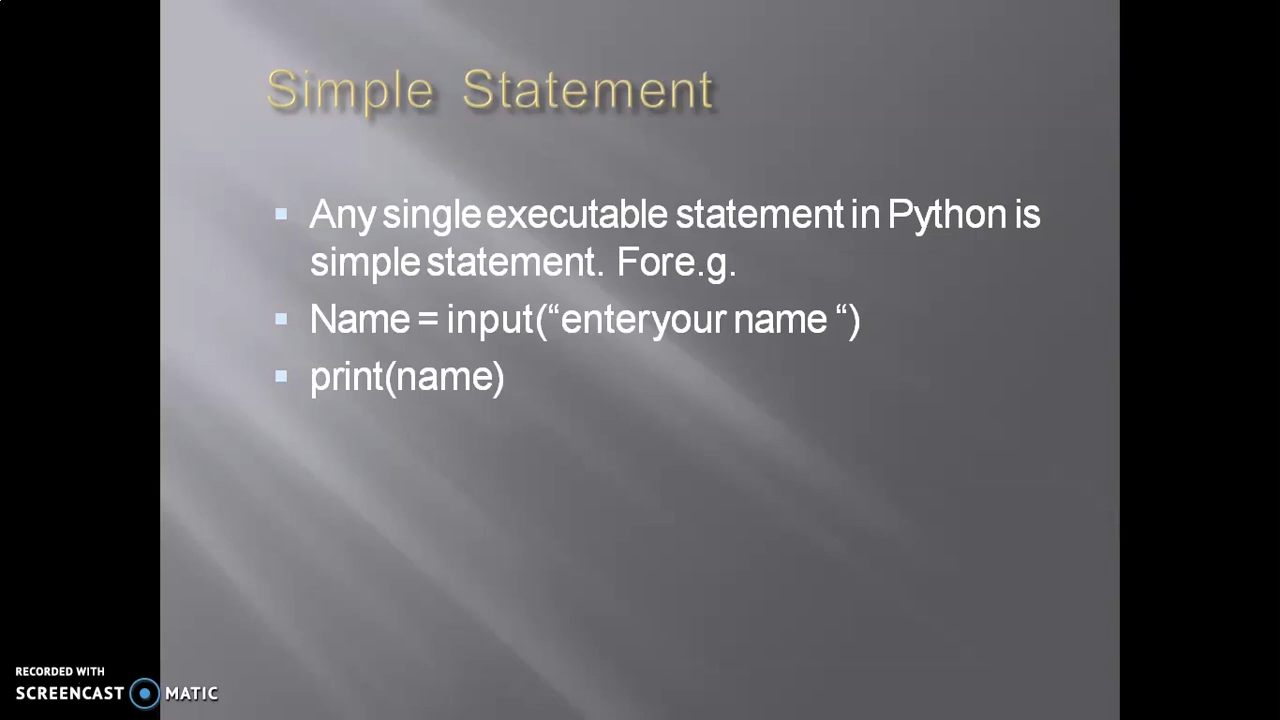 Simple Statement
Any single executable statement in Python is
simple statement. Fore.g.
Name = input(“enteryour name “)
print(name)
RECORDED WITH
SCREENCAST MATIC